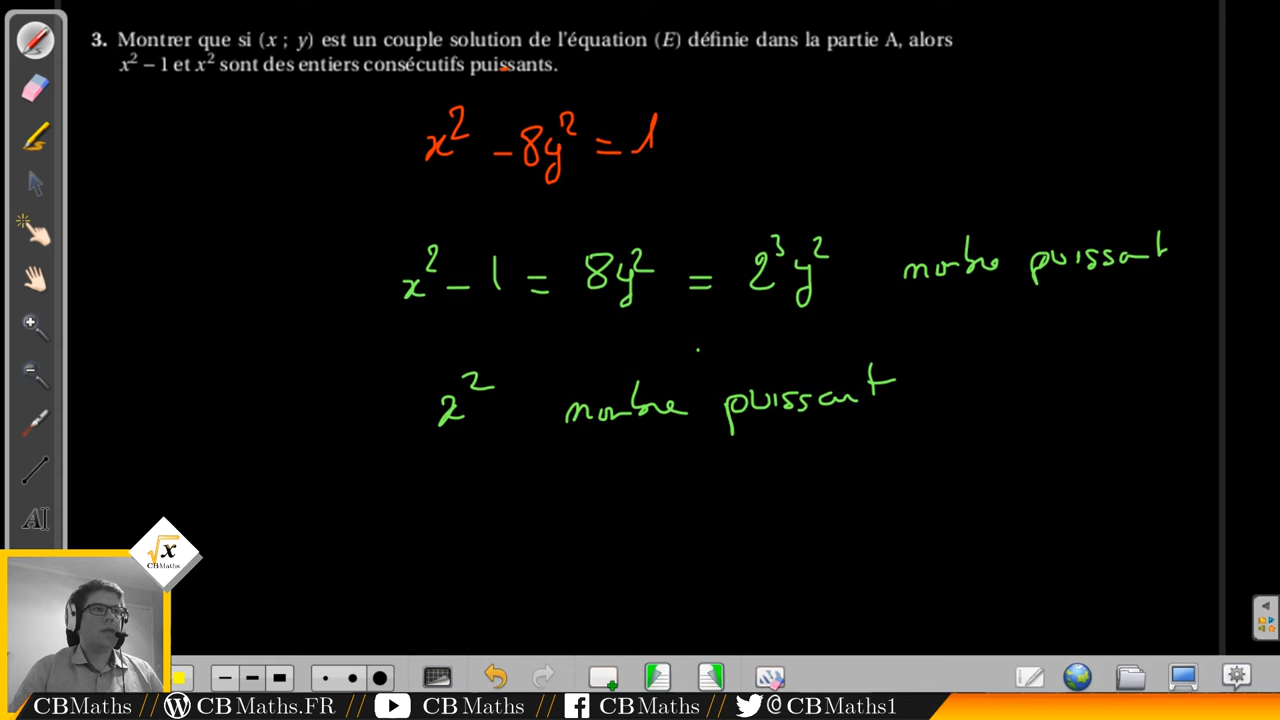 3. Montrer que si (x ; y) est un couple solution de l'équation (E) définie dans la partie A, alors
x² − 1 et x² sont des entiers consécutifs puissants.
x² − 8y² = 1
x² − 1 = 8y² = 2³y² nombre puissant
x² nombre puissant
AI
√x
CBMaths
CBMaths CBMaths.FR CBMaths CBMaths @CBMaths1